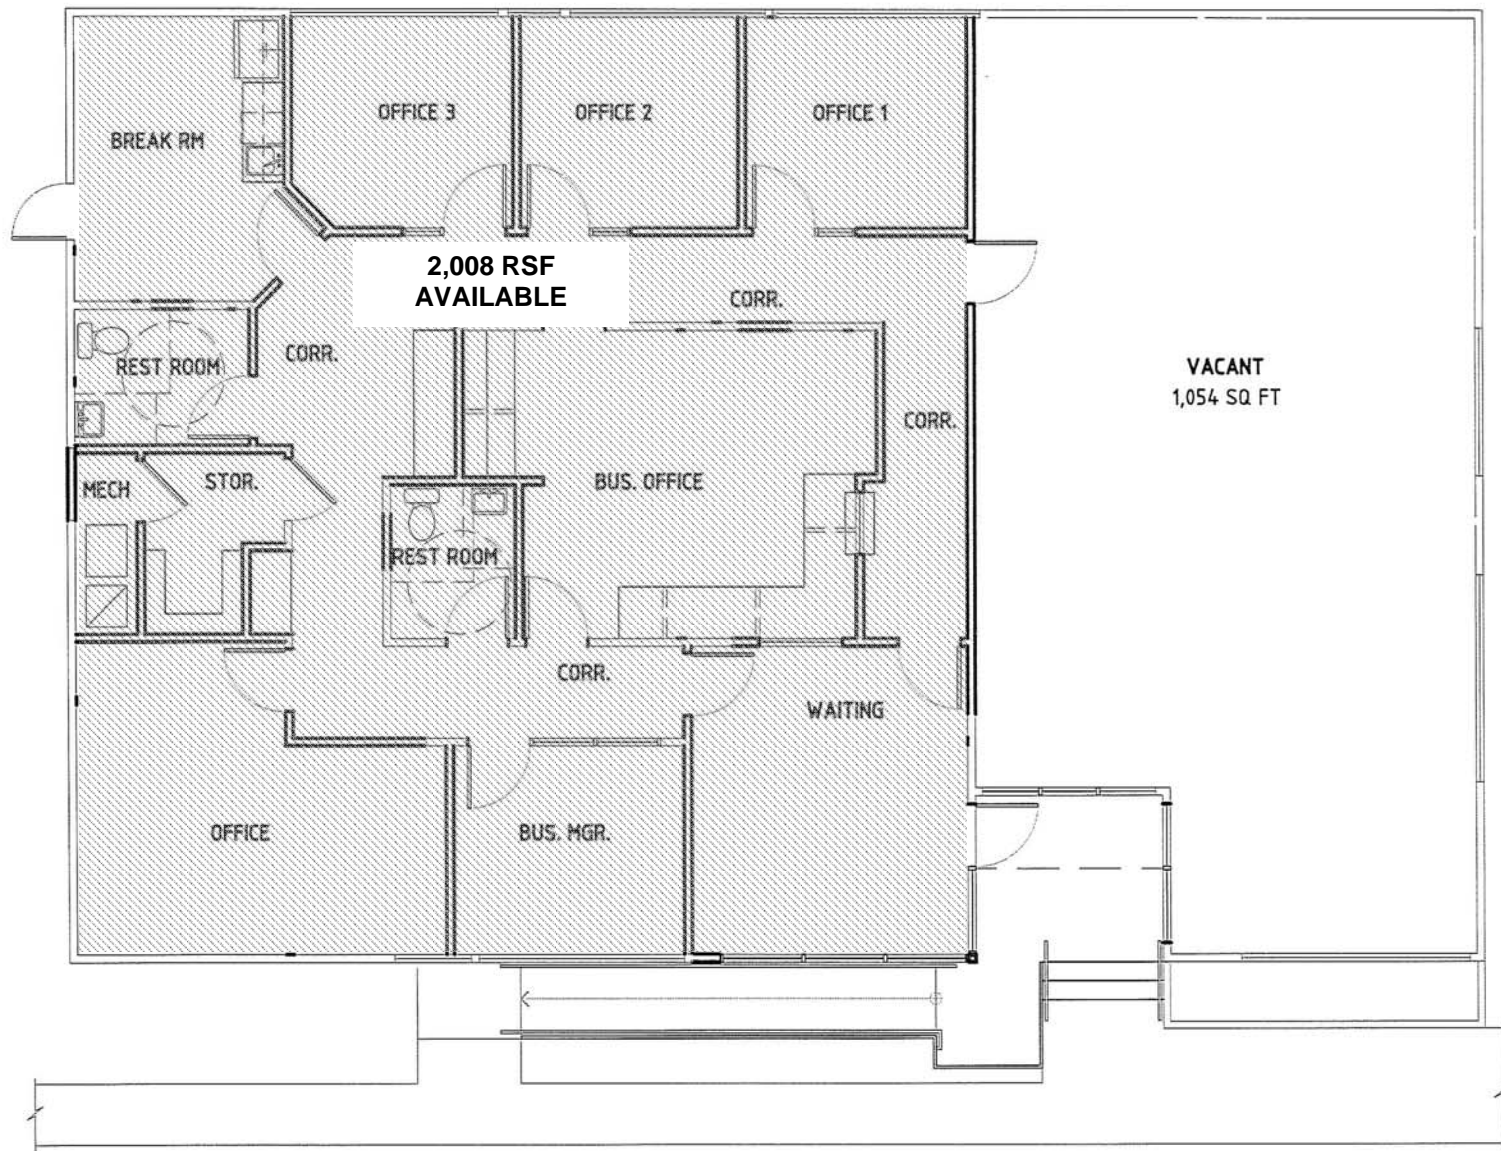 OFFICE 3
OFFICE 2
OFFICE 1
BREAK RM
2,008 RSF
AVAILABLE
CORR.
CORR.
REST ROOM
VACANT
1,054 SQ FT
CORR.
MECH
STOR.
BUS. OFFICE
REST ROOM
CORR.
WAITING
OFFICE
BUS. MGR.